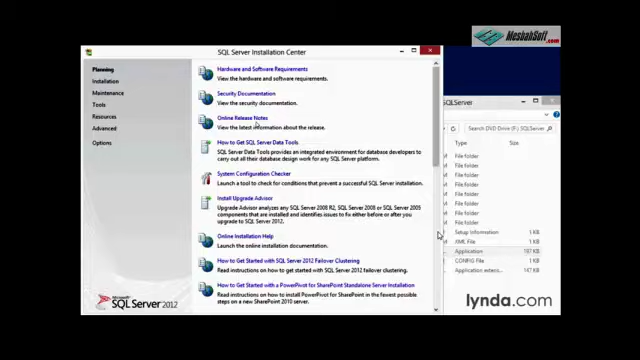 MesbahSoft.com
SQL Server Installation Center
Planning
Installation
Maintenance
Tools
Resources
Advanced
Options
Hardware and Software Requirements
View the hardware and software requirements.
Security Documentation
View the security documentation.
Online Release Notes
View the latest information about the release.
How to Get SQL Server Data Tools
SQL Server Data Tools provides an integrated environment for database developers to
carry out all their database design work for any SQL Server platform.
System Configuration Checker
Launch a tool to check for conditions that prevent a successful SQL Server installation.
Install Upgrade Advisor
Upgrade Advisor analyzes any SQL Server 2008 R2, SQL Server 2008 or SQL Server 2005
components that are installed and identifies issues to fix either before or after you
upgrade to SQL Server 2012.
Online Installation Help
Launch the online installation documentation.
How to Get Started with SQL Server 2012 Failover Clustering
Read instructions on how to get started with SQL Server 2012 failover clustering.
How to Get Started with a PowerPivot for SharePoint Standalone Server Installation
Read instructions on how to install PowerPivot for SharePoint in the fewest possible
steps on a new SharePoint 2010 server.
Microsoft
SQL Server 2012
SQLServer
Search DVD Drive (F:) SQLServer
Type
Size
File folder
File folder
File folder
File folder
File folder
File folder
File folder
Setup Information 1 KB
XML File 1 KB
Application 197 KB
CONFIG File 1 KB
Application extens... 147 KB
lynda.com